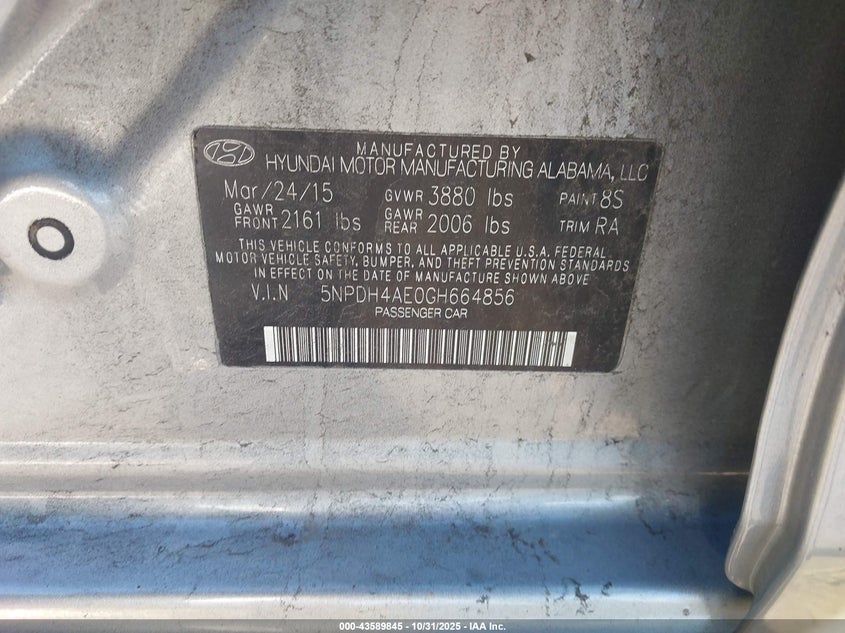 MANUFACTURED BY
HYUNDAI MOTOR MANUFACTURING ALABAMA, LLC
Mar/24/15 GVWR 3880 lbs PAINT 8S
GAWR FRONT 2161 lbs GAWR REAR 2006 lbs TRIM RA
THIS VEHICLE CONFORMS TO ALL APPLICABLE U.S.A. FEDERAL
MOTOR VEHICLE SAFETY, BUMPER, AND THEFT PREVENTION STANDARDS
IN EFFECT ON THE DATE OF MANUFACTURE SHOWN ABOVE
V.I.N 5NPDH4AE0GH664856
PASSENGER CAR
000-43589845 - 10/31/2025 - IAA Inc.